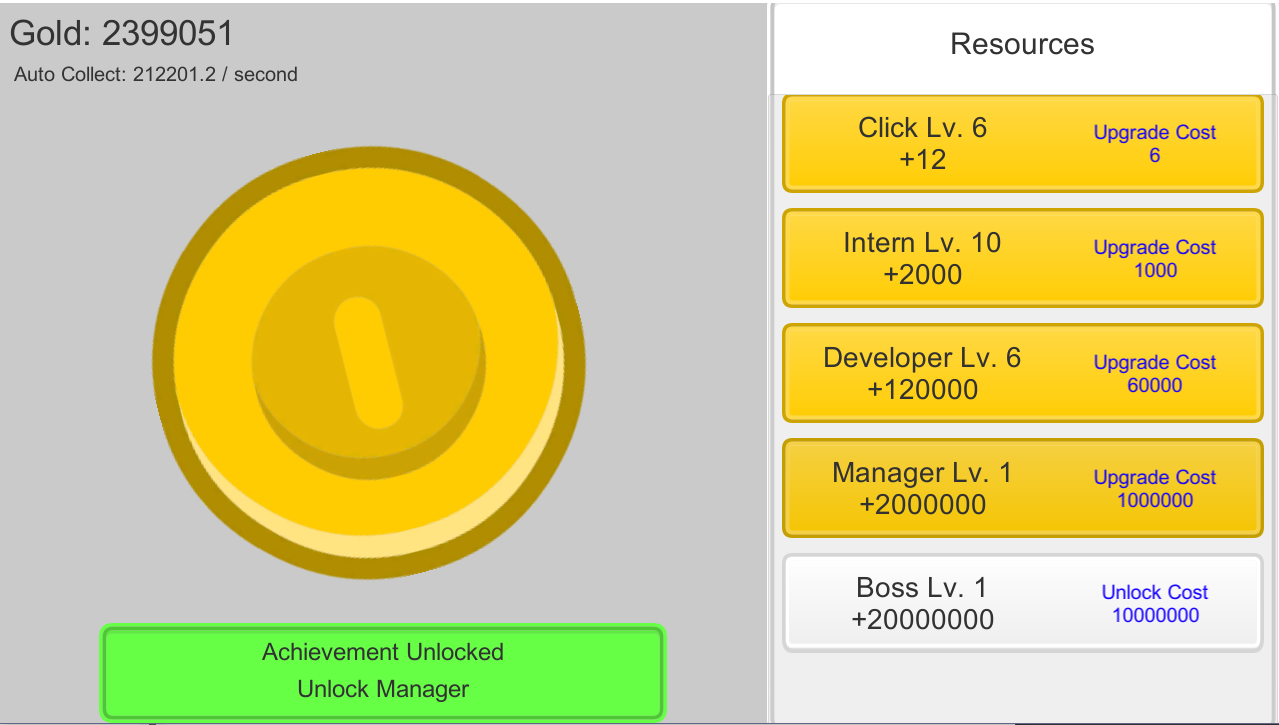 Gold: 2399051
Auto Collect: 212201.2 / second
Resources
Click Lv. 6
+12
Upgrade Cost
6
Intern Lv. 10
+2000
Upgrade Cost
1000
Developer Lv. 6
+120000
Upgrade Cost
60000
Manager Lv. 1
+2000000
Upgrade Cost
1000000
Boss Lv. 1
+20000000
Unlock Cost
10000000
Achievement Unlocked
Unlock Manager